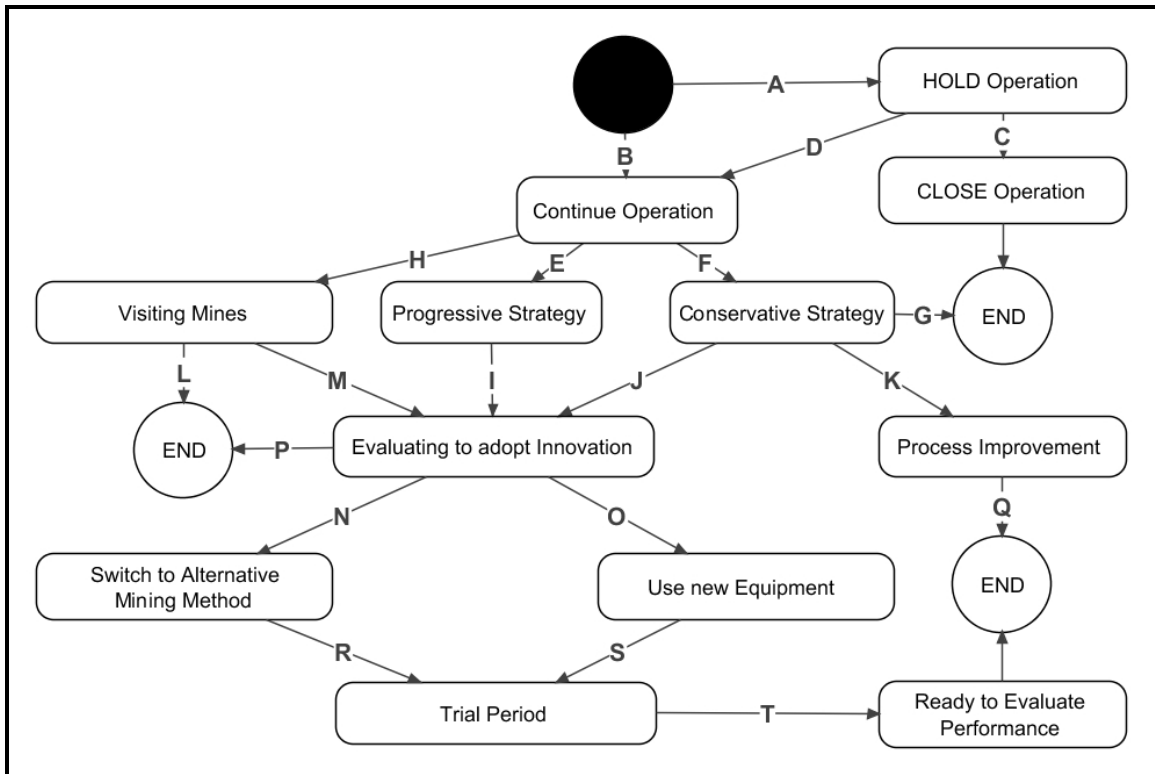 A
HOLD Operation
B
D
C
CLOSE Operation
Continue Operation
H
E
F
Visiting Mines
Progressive Strategy
Conservative Strategy
G
END
L
M
I
J
K
END
P
Evaluating to adopt Innovation
Process Improvement
N
O
Q
Switch to Alternative
Mining Method
Use new Equipment
END
R
S
Trial Period
T
Ready to Evaluate
Performance